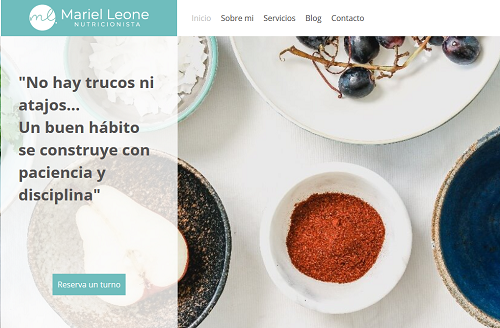 ml. Mariel Leone
NUTRICIONISTA
Inicio Sobre mi Servicios Blog Contacto
"No hay trucos ni
atajos...
Un buen hábito
se construye con
paciencia y
disciplina"
Reserva un turno